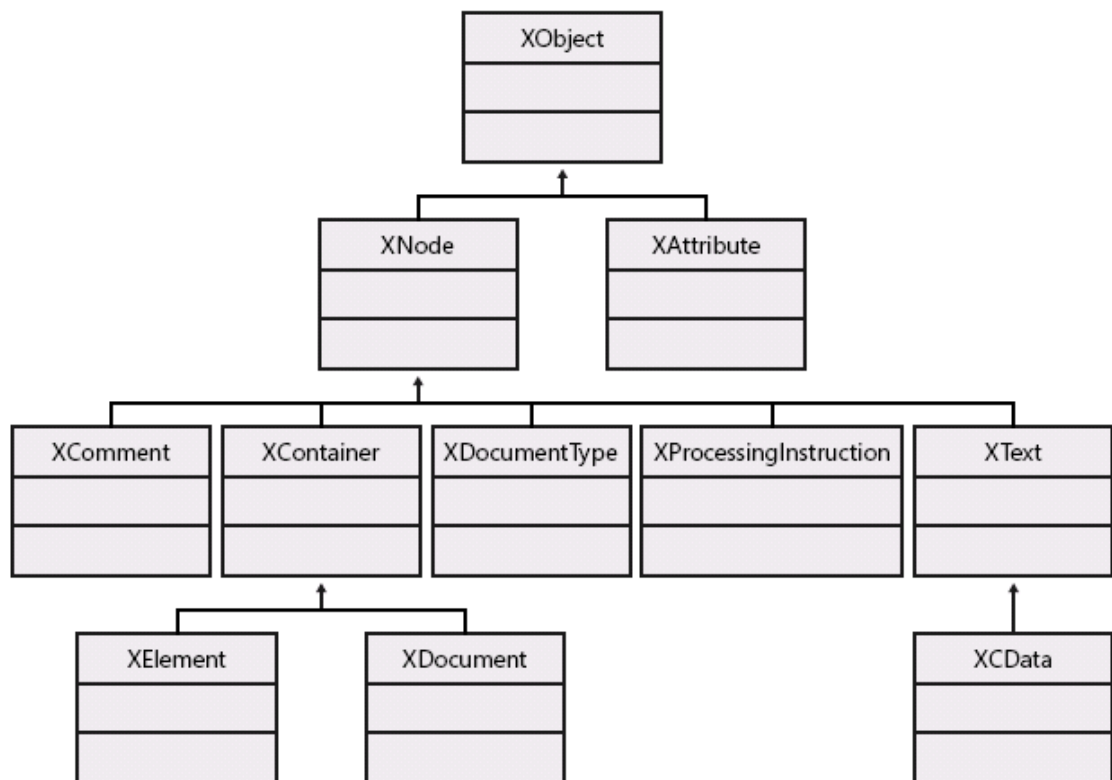 XObject
XNode
XAttribute
XComment
XContainer
XDocumentType
XProcessingInstruction
XText
XElement
XDocument
XCData